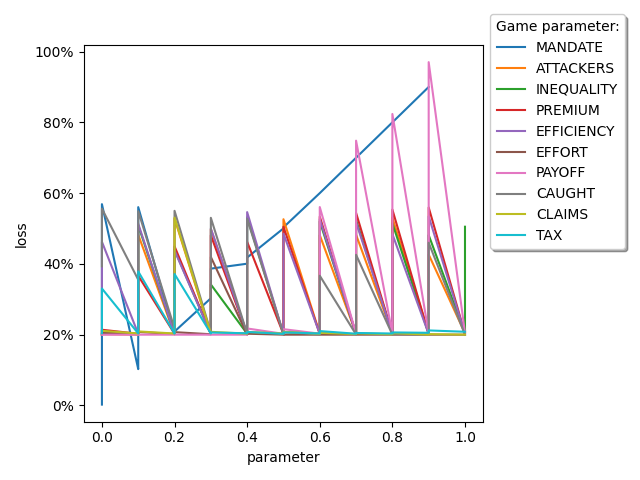 Game parameter:
MANDATE
ATTACKERS
INEQUALITY
PREMIUM
EFFICIENCY
EFFORT
PAYOFF
CAUGHT
CLAIMS
TAX
100%
80%
60%
40%
20%
0%
loss
0.0 0.2 0.4 0.6 0.8 1.0
parameter